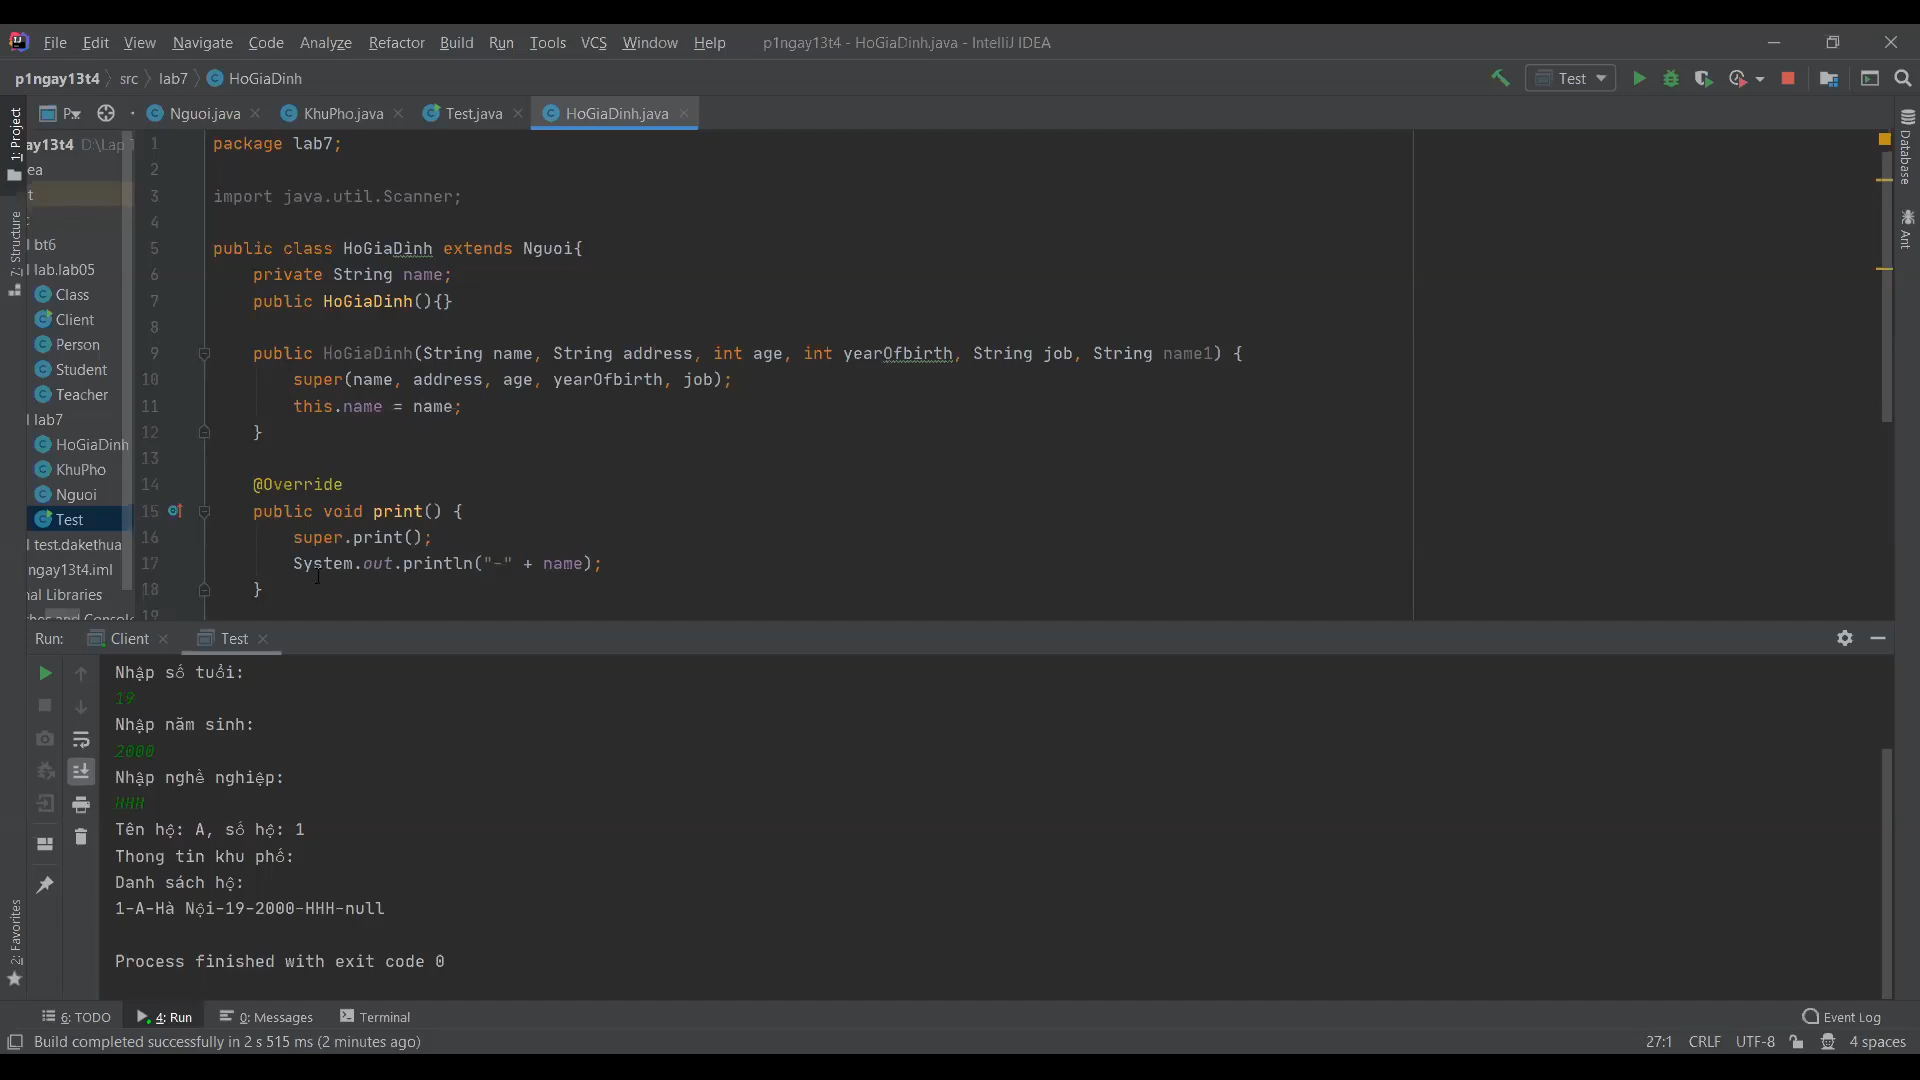 File Edit View Navigate Code Analyze Refactor Build Run Tools VCS Window Help p1ngay13t4 - HoGiaDinh.java - IntelliJ IDEA
p1ngay13t4 src lab7 HoGiaDinh Test
1: Project
7: Structure
2: Favorites
Database
Ant
P... Nguoi.java KhuPho.java Test.java HoGiaDinh.java
ay13t4 D:\Lap
ea
t
bt6
lab.lab05
Class
Client
Person
Student
Teacher
lab7
HoGiaDinh
KhuPho
Nguoi
Test
test.dakethua
ngay13t4.iml
nal Libraries
1 package lab7;
2
3 import java.util.Scanner;
4
5 public class HoGiaDinh extends Nguoi{
6 private String name;
7 public HoGiaDinh(){}
8
9 public HoGiaDinh(String name, String address, int age, int yearOfbirth, String job, String name1) {
10 super(name, address, age, yearOfbirth, job);
11 this.name = name;
12 }
13
14 @Override
15 public void print() {
16 super.print();
17 System.out.println("-" + name);
18 }
19
Run: Client Test
Nhập số tuổi:
19
Nhập năm sinh:
2000
Nhập nghề nghiệp:
HHH
Tên hộ: A, số hộ: 1
Thong tin khu phố:
Danh sách hộ:
1-A-Hà Nội-19-2000-HHH-null
Process finished with exit code 0
6: TODO 4: Run 0: Messages Terminal Event Log
Build completed successfully in 2 s 515 ms (2 minutes ago) 27:1 CRLF UTF-8 4 spaces